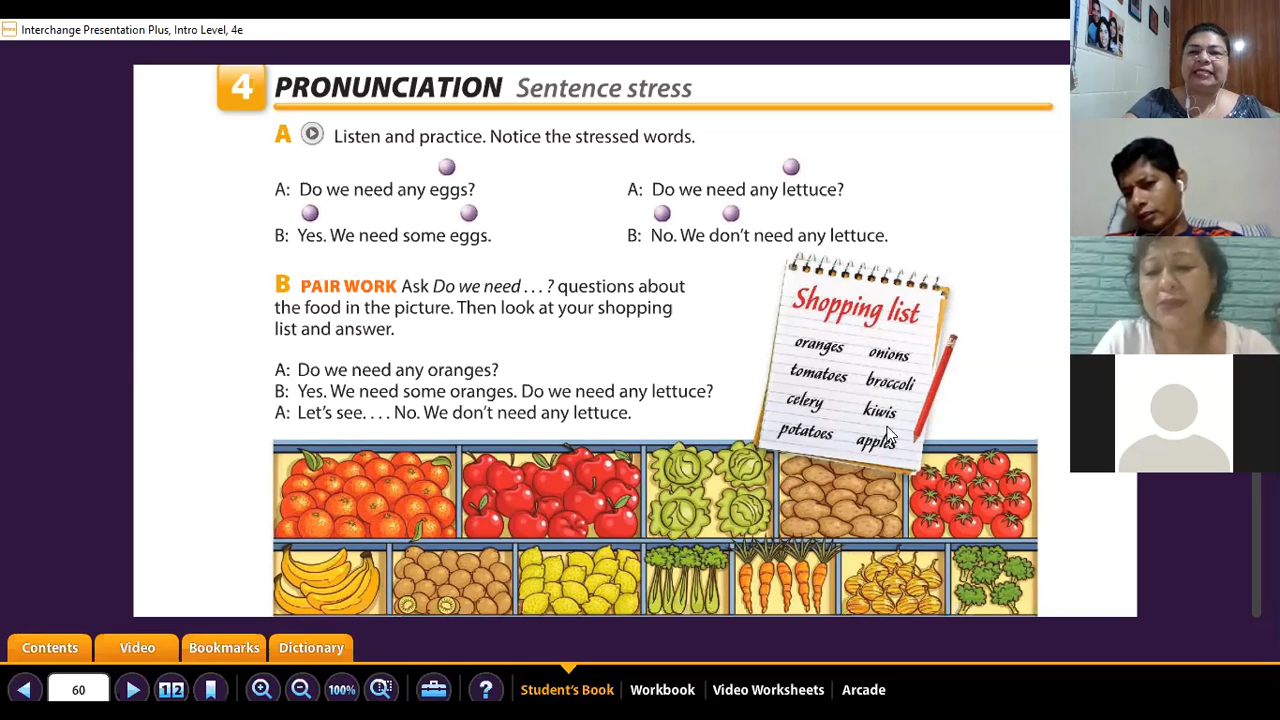 Interchange Presentation Plus, Intro Level, 4e
4 PRONUNCIATION Sentence stress
A Listen and practice. Notice the stressed words.
A: Do we need any eggs?
B: Yes. We need some eggs.
A: Do we need any lettuce?
B: No. We don't need any lettuce.
B PAIR WORK Ask Do we need . . . ? questions about
the food in the picture. Then look at your shopping
list and answer.
A: Do we need any oranges?
B: Yes. We need some oranges. Do we need any lettuce?
A: Let's see. . . . No. We don't need any lettuce.
Shopping list
oranges onions
tomatoes broccoli
celery kiwis
potatoes apples
Contents Video Bookmarks Dictionary
60 12 100% ? Student's Book Workbook Video Worksheets Arcade